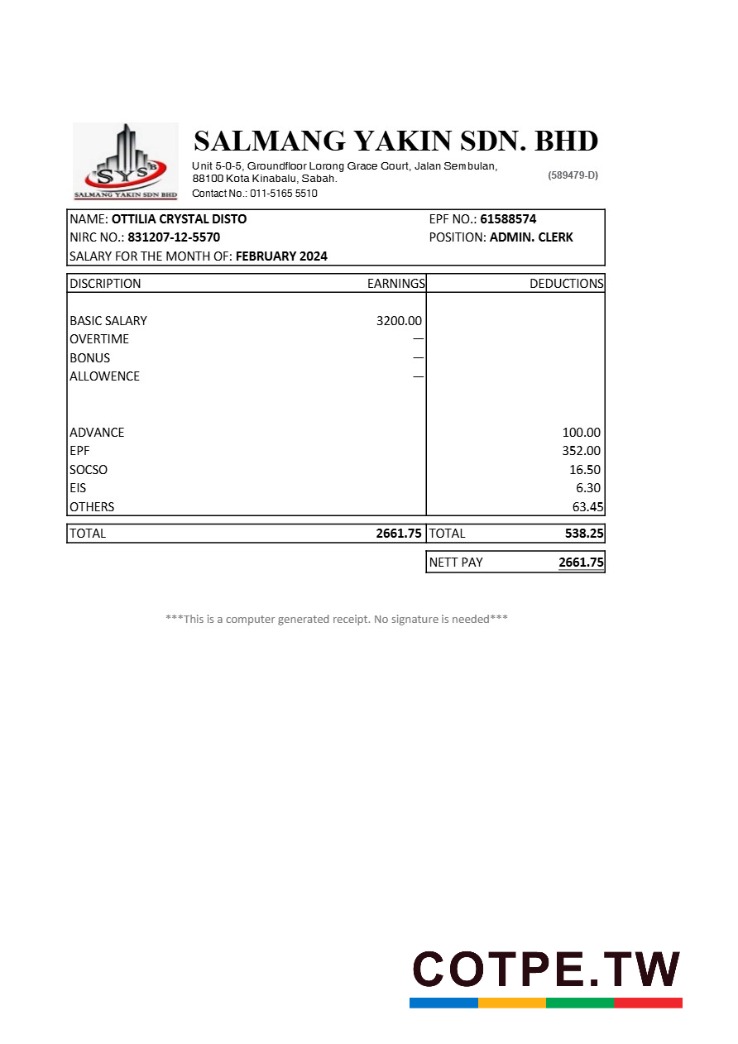 SYSB
SALMANG YAKIN SDN BHD
SALMANG YAKIN SDN. BHD
Unit 5-0-5, Groundfloor Lorong Grace Court, Jalan Sembulan,
88100 Kota Kinabalu, Sabah.
(589479-D)
Contact No.: 011-5165 5510
NAME: OTTILIA CRYSTAL DISTO EPF NO.: 61588574
NIRC NO.: 831207-12-5570 POSITION: ADMIN. CLERK
SALARY FOR THE MONTH OF: FEBRUARY 2024
DISCRIPTION EARNINGS DEDUCTIONS
BASIC SALARY 3200.00
OVERTIME —
BONUS —
ALLOWENCE —
ADVANCE 100.00
EPF 352.00
SOCSO 16.50
EIS 6.30
OTHERS 63.45
TOTAL 2661.75 TOTAL 538.25
NETT PAY 2661.75
***This is a computer generated receipt. No signature is needed***
COTPE.TW